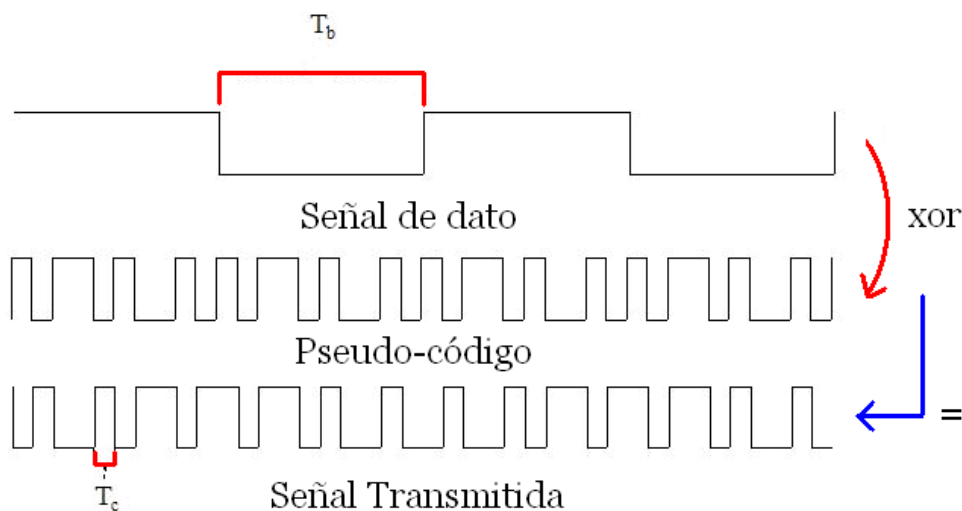 T_b
Señal de dato
xor
Pseudo-código
=
T_c
Señal Transmitida